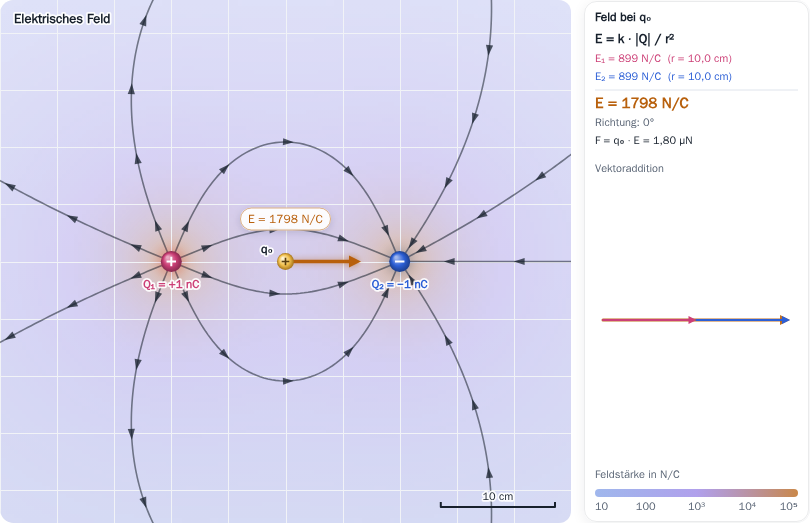 Elektrisches Feld
E = 1798 N/C
q₀
+
+
−
Q₁ = +1 nC
Q₂ = −1 nC
10 cm
Feld bei q₀
E = k · |Q| / r²
E₁ = 899 N/C (r = 10,0 cm)
E₂ = 899 N/C (r = 10,0 cm)
E = 1798 N/C
Richtung: 0°
F = q₀ · E = 1,80 µN
Vektoraddition
Feldstärke in N/C
10 100 10³ 10⁴ 10⁵